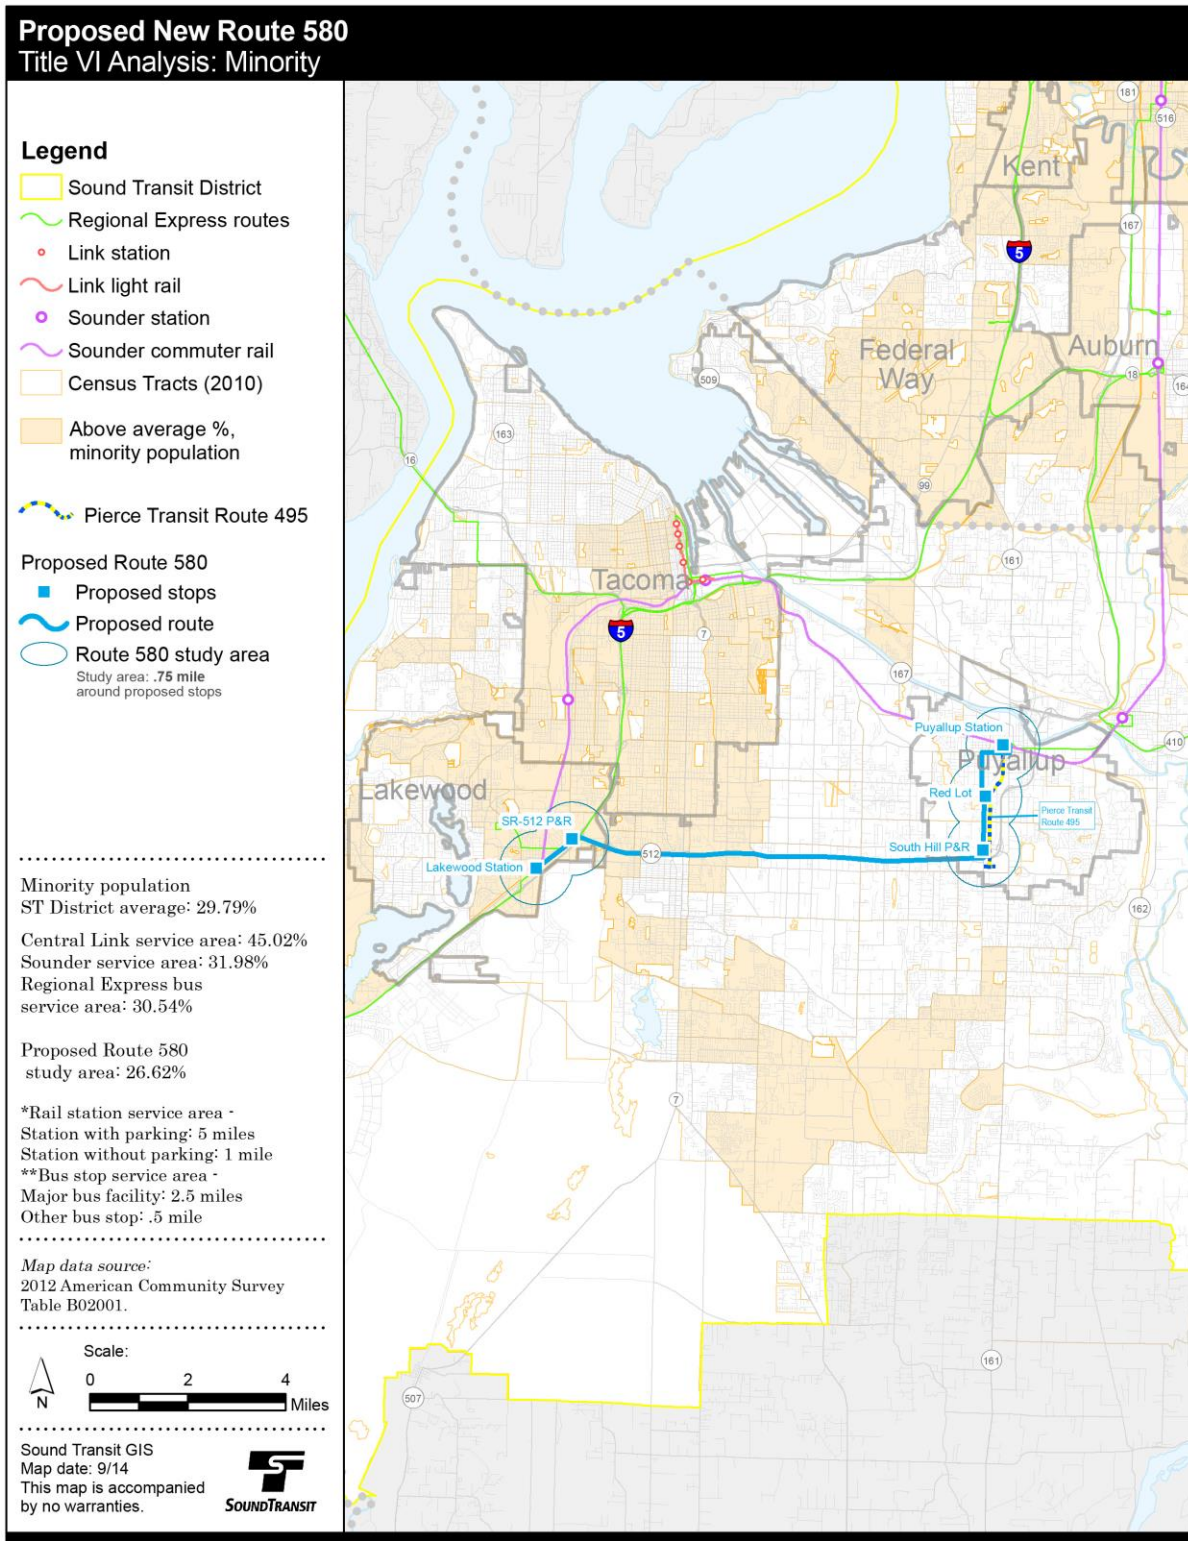 Proposed New Route 580
Title VI Analysis: Minority
Legend
Sound Transit District
Regional Express routes
Link station
Link light rail
Sounder station
Sounder commuter rail
Census Tracts (2010)
Above average %,
minority population
Pierce Transit Route 495
Proposed Route 580
Proposed stops
Proposed route
Route 580 study area
Study area: .75 mile
around proposed stops
Minority population
ST District average: 29.79%
Central Link service area: 45.02%
Sounder service area: 31.98%
Regional Express bus
service area: 30.54%
Proposed Route 580
study area: 26.62%
*Rail station service area -
Station with parking: 5 miles
Station without parking: 1 mile
**Bus stop service area -
Major bus facility: 2.5 miles
Other bus stop: .5 mile
Map data source:
2012 American Community Survey
Table B02001.
Scale:
0 2 4
Miles
N
Sound Transit GIS
Map date: 9/14
This map is accompanied
by no warranties.
SOUNDTRANSIT
181
516
Kent
167
5
Federal
Way
Auburn
509
18
164
163
16
99
161
Tacoma
5
7
167
Puyallup Station
410
Puyallup
Lakewood
Red Lot
Pierce Transit
Route 495
SR-512 P&R
South Hill P&R
512
Lakewood Station
162
7
161
507